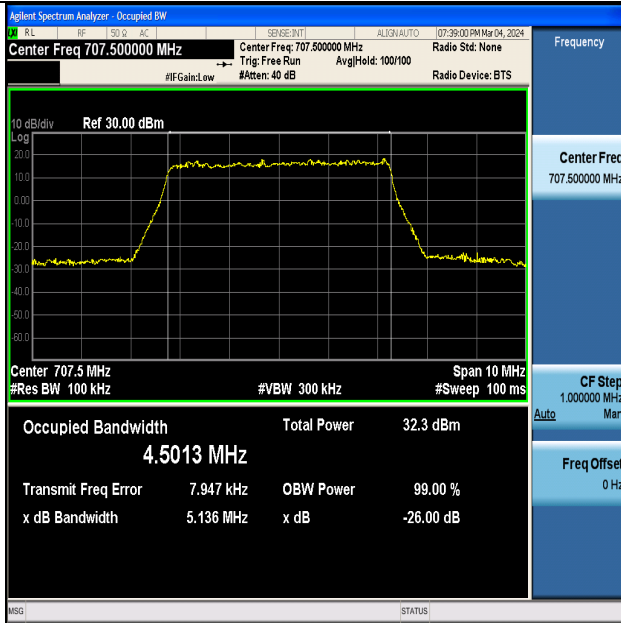 Agilent Spectrum Analyzer - Occupied BW
RL RF 50 Ω AC SENSE:INT ALIGN AUTO 07:39:00 PM Mar 04, 2024
Center Freq 707.500000 MHz Center Freq: 707.500000 MHz Radio Std: None
Trig: Free Run Avg|Hold: 100/100
#IFGain:Low #Atten: 40 dB Radio Device: BTS
Frequency
10 dB/div Ref 30.00 dBm
Log
20.0
10.0
0.00
-10.0
-20.0
-30.0
-40.0
-50.0
-60.0
Center 707.5 MHz Span 10 MHz
#Res BW 100 kHz #VBW 300 kHz #Sweep 100 ms
Occupied Bandwidth Total Power 32.3 dBm
4.5013 MHz
Transmit Freq Error 7.947 kHz OBW Power 99.00 %
x dB Bandwidth 5.136 MHz x dB -26.00 dB
Center Freq
707.500000 MHz
CF Step
1.000000 MHz
Auto Man
Freq Offset
0 Hz
MSG STATUS